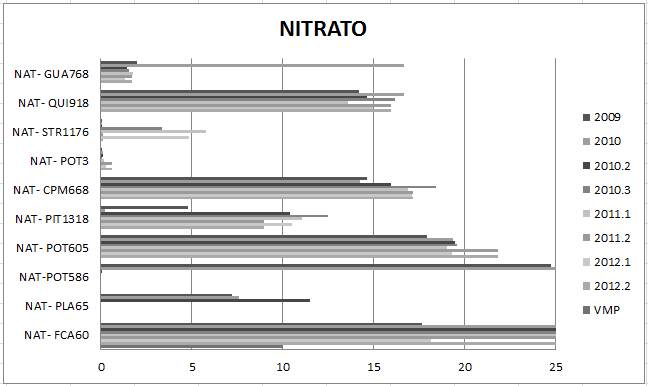 NITRATO
NAT- GUA768
NAT- QUI918
NAT- STR1176
NAT- POT3
NAT- CPM668
NAT- PIT1318
NAT- POT605
NAT-POT586
NAT- PLA65
NAT- FCA60
0 5 10 15 20 25
2009
2010
2010.2
2010.3
2011.1
2011.2
2012.1
2012.2
VMP